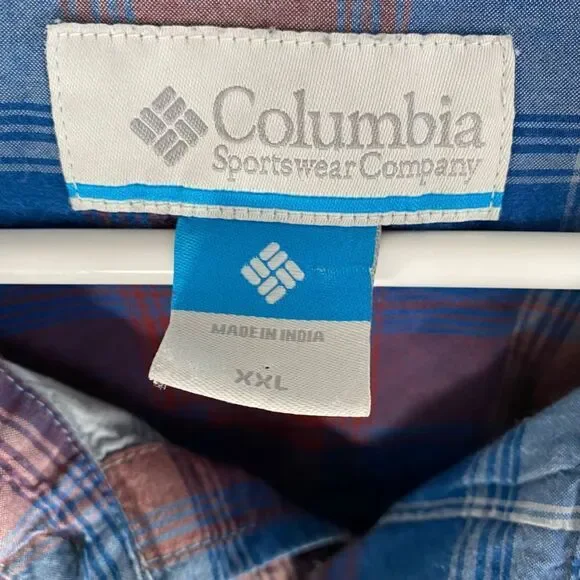 Columbia
Sportswear Company
MADE IN INDIA
XXL